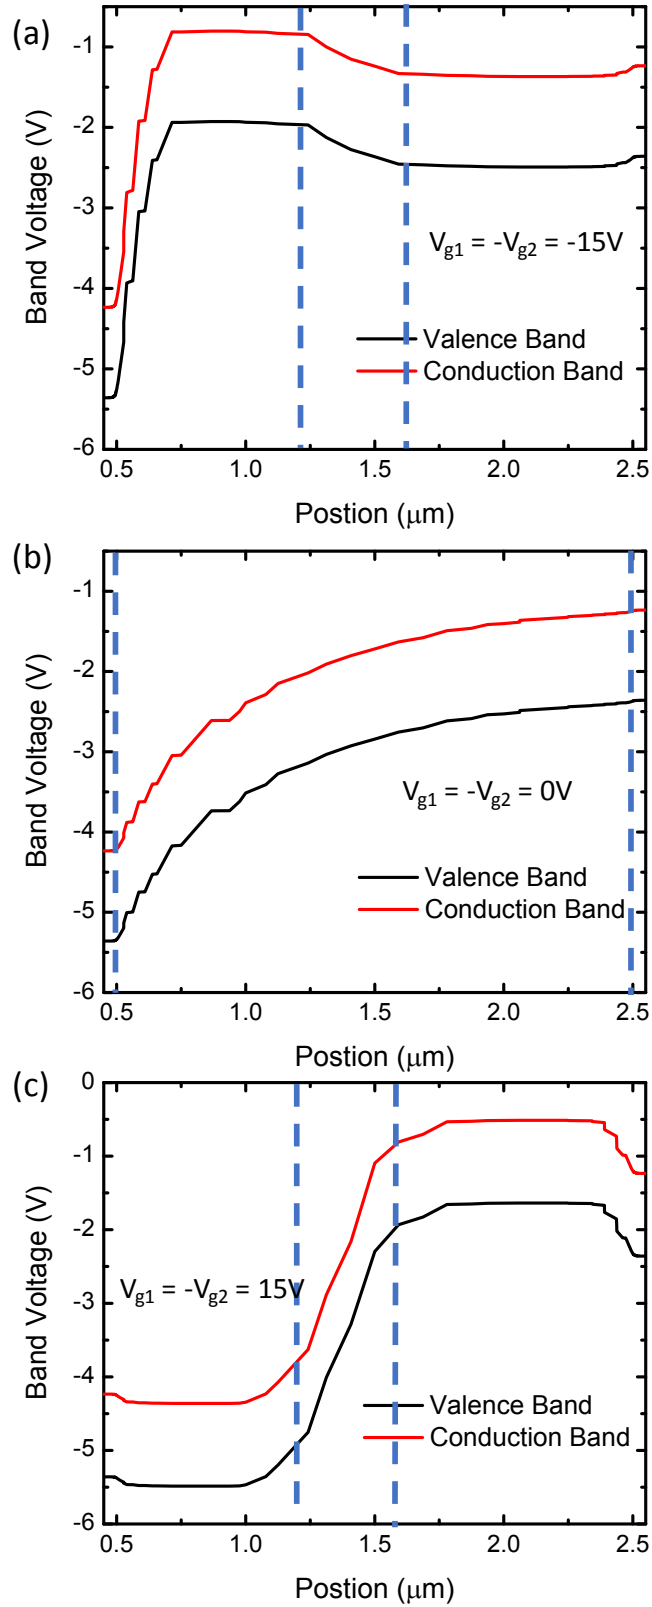 (a)
-1
-2
-3
-4
-5
-6
Band Voltage (V)
V_g1 = -V_g2 = -15V
Valence Band
Conduction Band
0.5 1.0 1.5 2.0 2.5
Postion (μm)
(b)
-1
-2
-3
-4
-5
-6
Band Voltage (V)
V_g1 = -V_g2 = 0V
Valence Band
Conduction Band
0.5 1.0 1.5 2.0 2.5
Postion (μm)
(c)
0
-1
-2
-3
-4
-5
-6
Band Voltage (V)
V_g1 = -V_g2 = 15V
Valence Band
Conduction Band
0.5 1.0 1.5 2.0 2.5
Postion (μm)